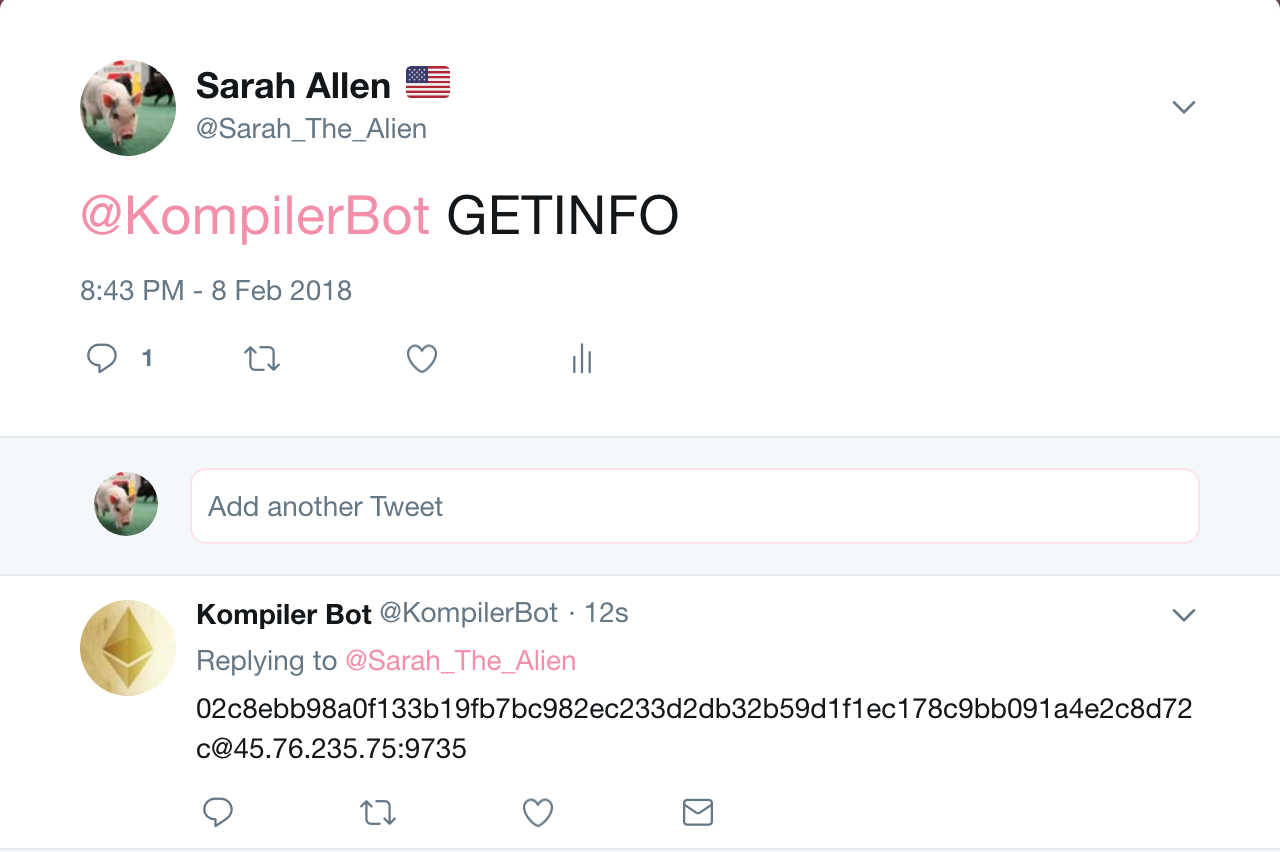 Sarah Allen 🇺🇸
@Sarah_The_Alien
@KompilerBot GETINFO
8:43 PM - 8 Feb 2018
1
Add another Tweet
Kompiler Bot @KompilerBot · 12s
Replying to @Sarah_The_Alien
02c8ebb98a0f133b19fb7bc982ec233d2db32b59d1f1ec178c9bb091a4e2c8d72
c@45.76.235.75:9735